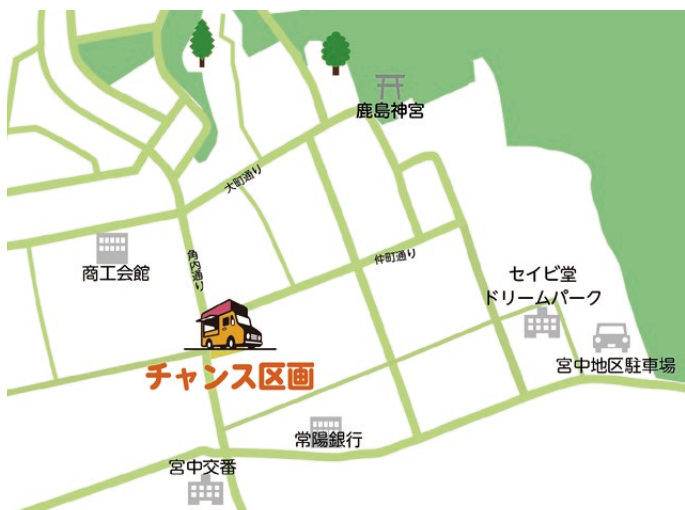 鹿島神宮
大町通り
角内通り
仲町通り
商工会館
セイビ堂
ドリームパーク
宮中地区駐車場
チャンス区画
常陽銀行
宮中交番